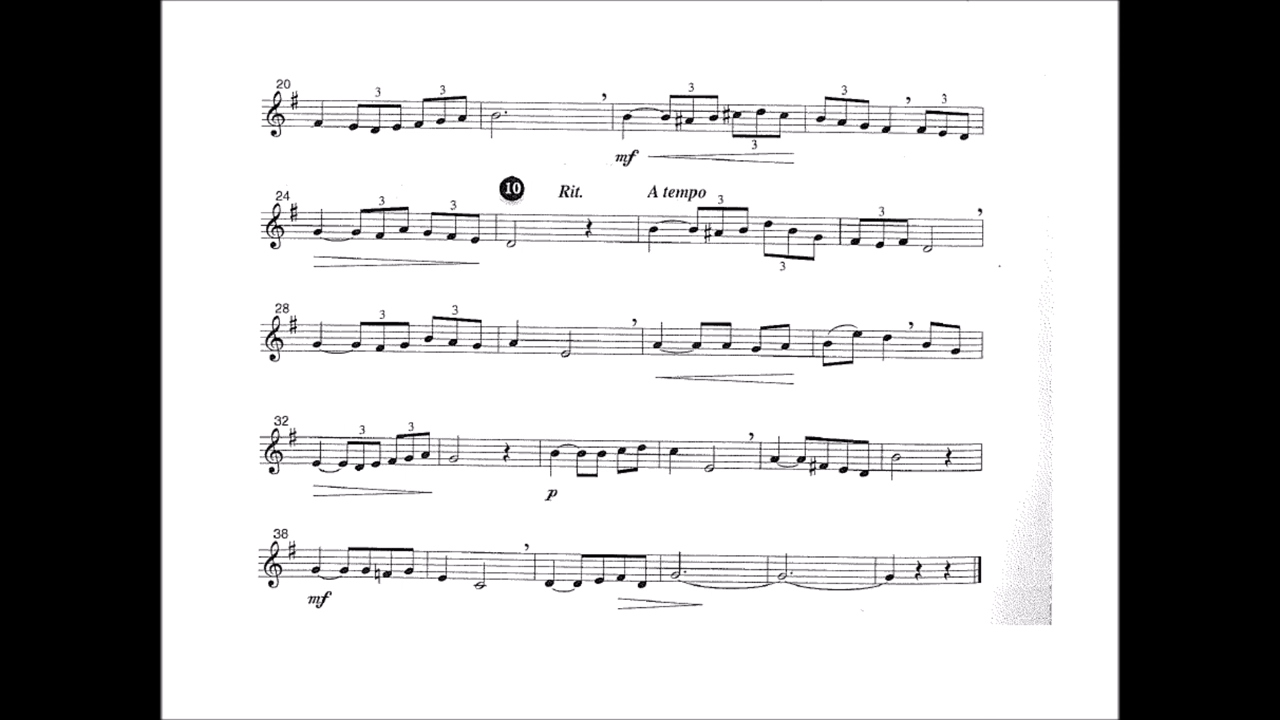 20 3 3 , 3 3 3 , 3
mf
10 Rit. A tempo
24 3 3 3 3 3 ,
28 3 3 , ,
32 3 3 ,
p
38 ,
mf